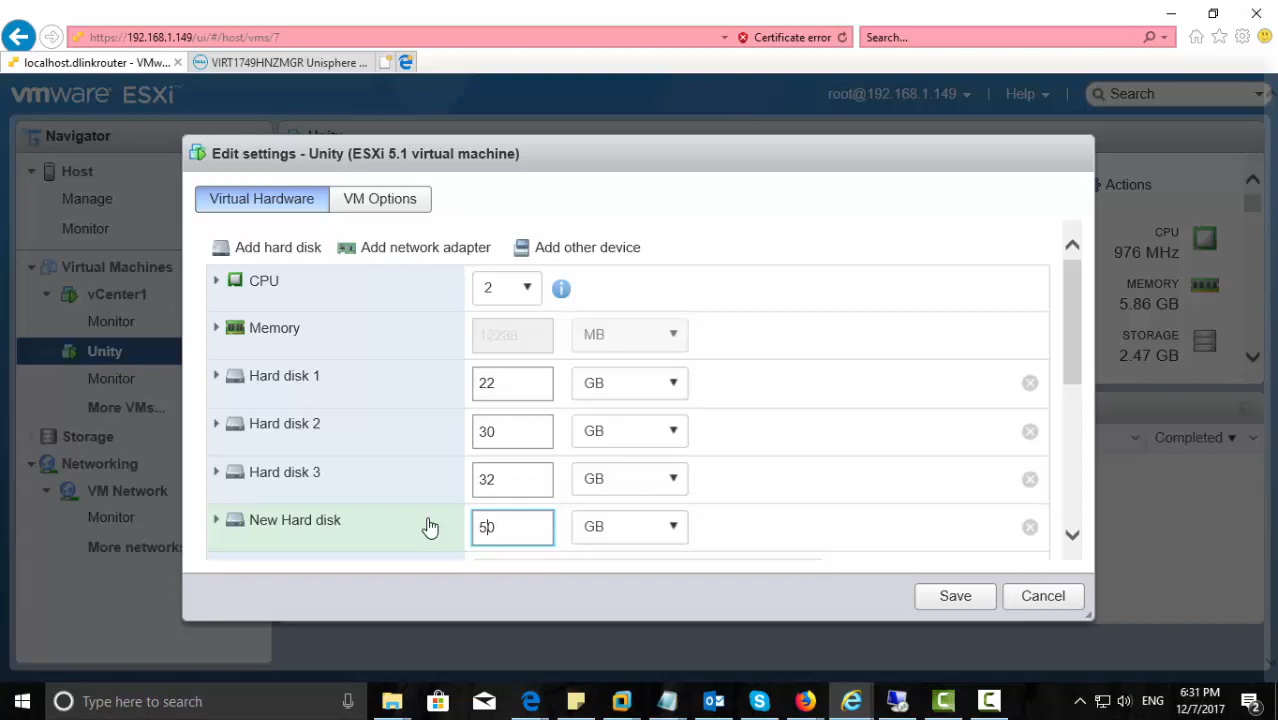 https://192.168.1.149/ui/#/host/vms/7
Certificate error
Search...
localhost.dlinkrouter - VMw...
VIRT1749HNZMGR Unisphere ...
vmware ESXi
root@192.168.1.149
Help
Search
Navigator
Host
Manage
Monitor
Virtual Machines
vCenter1
Monitor
Unity
Monitor
More VMs...
Storage
Networking
VM Network
Monitor
More networks
Actions
CPU
976 MHz
MEMORY
5.86 GB
STORAGE
2.47 GB
Completed
Edit settings - Unity (ESXi 5.1 virtual machine)
Virtual Hardware
VM Options
Add hard disk
Add network adapter
Add other device
CPU
2
Memory
12288
MB
Hard disk 1
22
GB
Hard disk 2
30
GB
Hard disk 3
32
GB
New Hard disk
50
GB
Save
Cancel
Type here to search
ENG
6:31 PM
12/7/2017
2